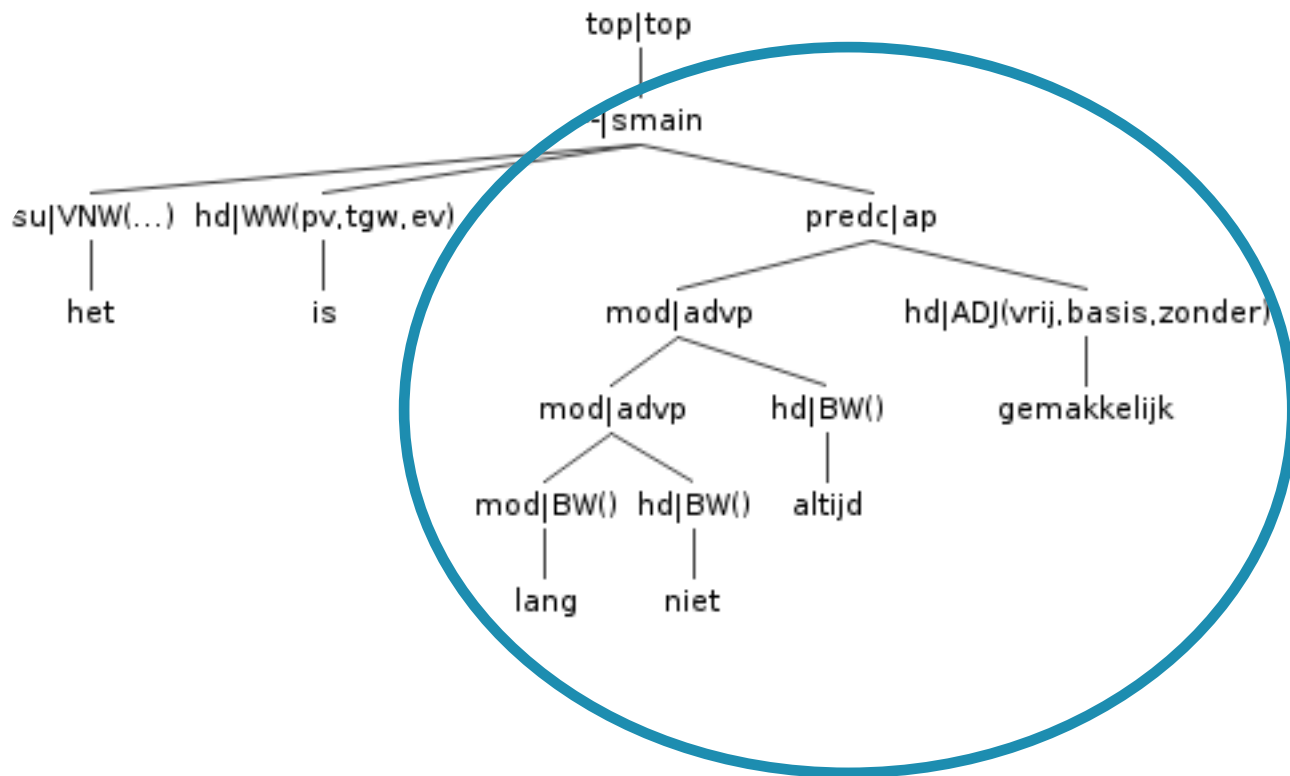 top|top
-|smain
su|VNW(...) hd|WW(pv,tgw,ev) predc|ap
het is mod|advp hd|ADJ(vrij,basis,zonder)
mod|advp hd|BW() gemakkelijk
mod|BW() hd|BW() altijd
lang niet